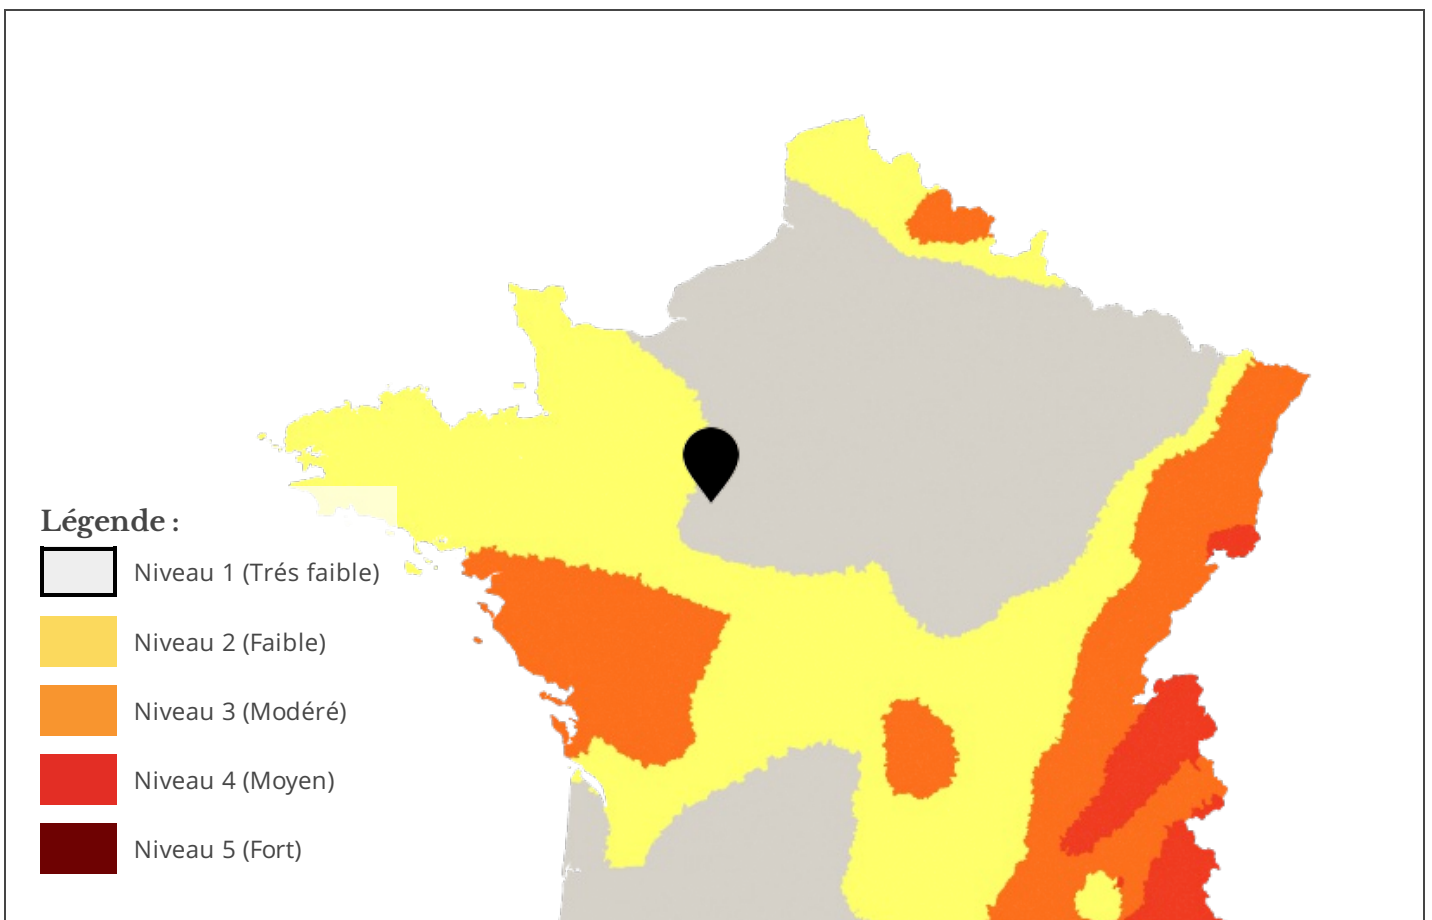 Légende :
Niveau 1 (Trés faible)
Niveau 2 (Faible)
Niveau 3 (Modéré)
Niveau 4 (Moyen)
Niveau 5 (Fort)